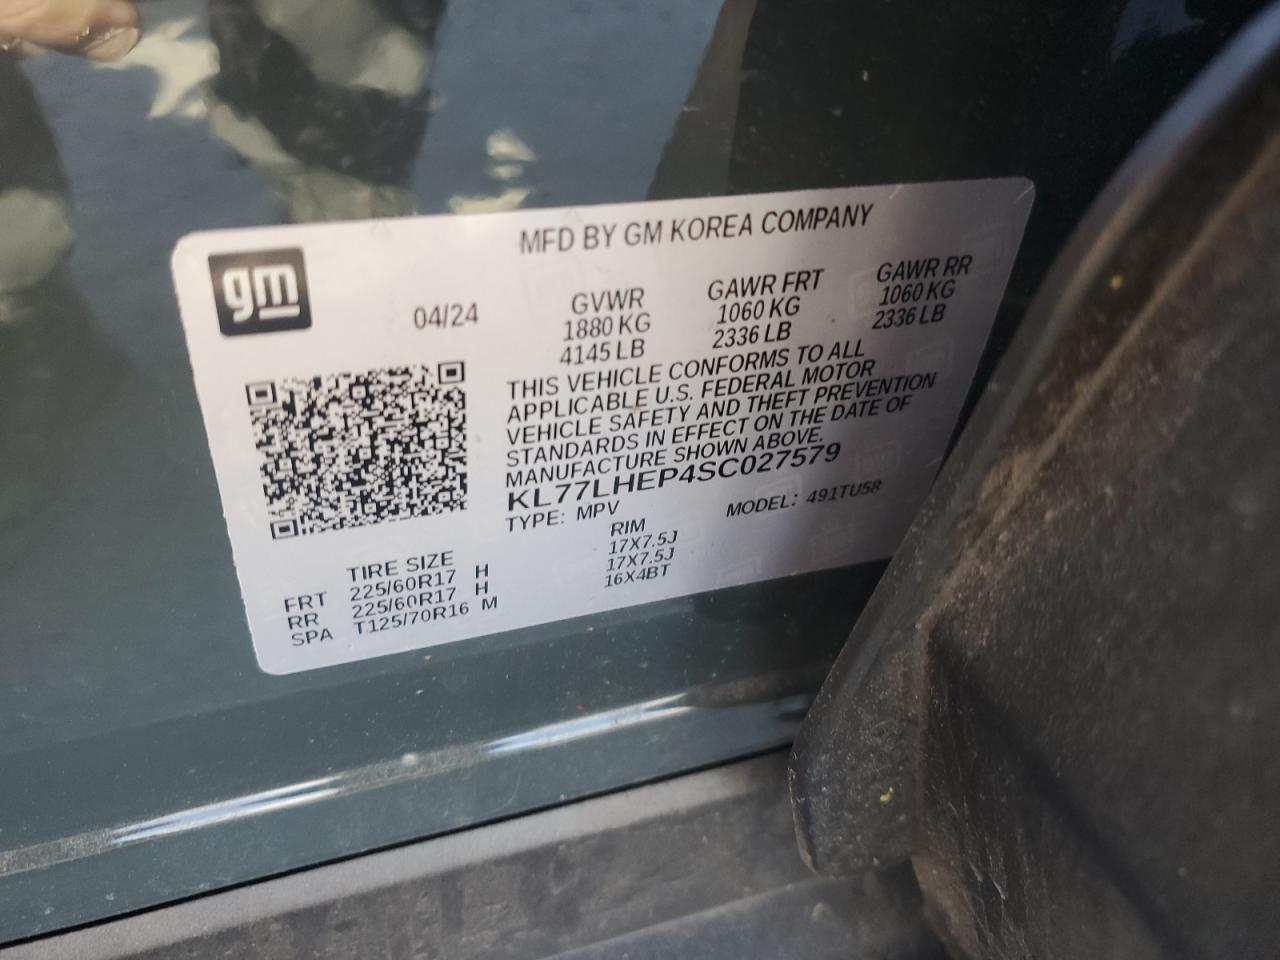 gm
MFD BY GM KOREA COMPANY
04/24
GVWR
1880 KG
4145 LB
GAWR FRT
1060 KG
2336 LB
GAWR RR
1060 KG
2336 LB
THIS VEHICLE CONFORMS TO ALL
APPLICABLE U.S. FEDERAL MOTOR
VEHICLE SAFETY AND THEFT PREVENTION
STANDARDS IN EFFECT ON THE DATE OF
MANUFACTURE SHOWN ABOVE.
KL77LHEP4SC027579
TYPE: MPV MODEL: 491TU58
TIRE SIZE RIM
FRT 225/60R17 H 17X7.5J
RR 225/60R17 H 17X7.5J
SPA T125/70R16 M 16X4BT